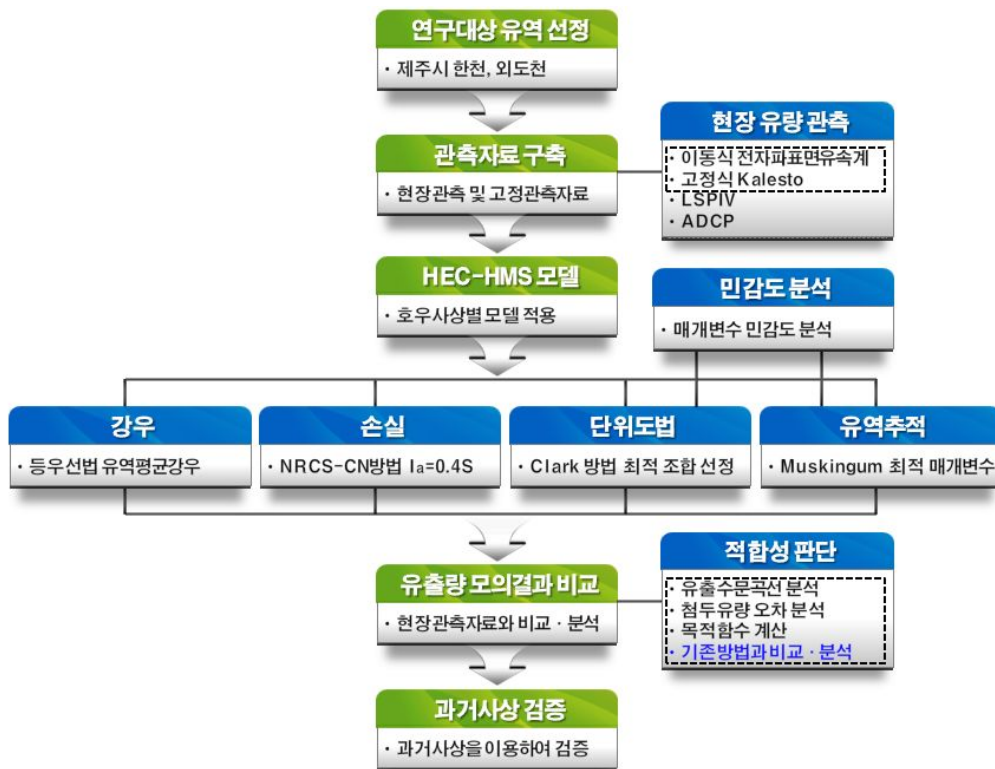 연구대상 유역 선정
· 제주시 한천, 외도천
현장 유량 관측
· 이동식 전자파표면유속계
· 고정식 Kalesto
· LSPIV
· ADCP
관측자료 구축
· 현장관측 및 고정관측자료
HEC-HMS 모델
· 호우사상별 모델 적용
민감도 분석
· 매개변수 민감도 분석
강우
· 등우선법 유역평균강우
손실
· NRCS-CN방법 Ia=0.4S
단위도법
· Clark 방법 최적 조합 선정
유역추적
· Muskingum 최적 매개변수
유출량 모의결과 비교
· 현장관측자료와 비교 · 분석
적합성 판단
· 유출수문곡선 분석
· 첨두유량 오차 분석
· 목적함수 계산
· 기존방법과 비교 · 분석
과거사상 검증
· 과거사상을 이용하여 검증